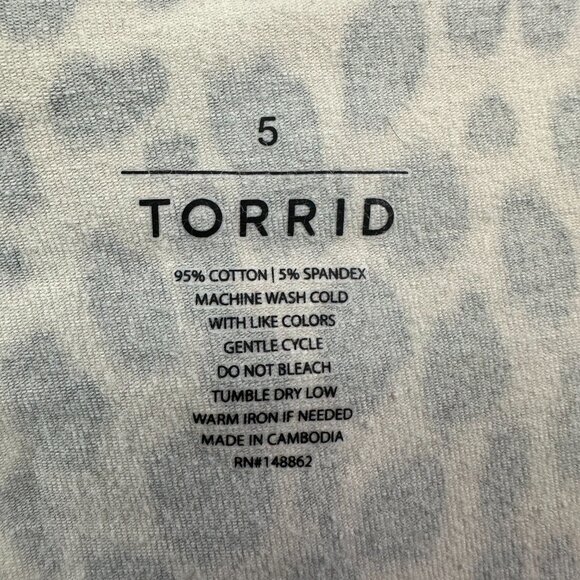 5
TORRID
95% COTTON | 5% SPANDEX
MACHINE WASH COLD
WITH LIKE COLORS
GENTLE CYCLE
DO NOT BLEACH
TUMBLE DRY LOW
WARM IRON IF NEEDED
MADE IN CAMBODIA
RN#148862